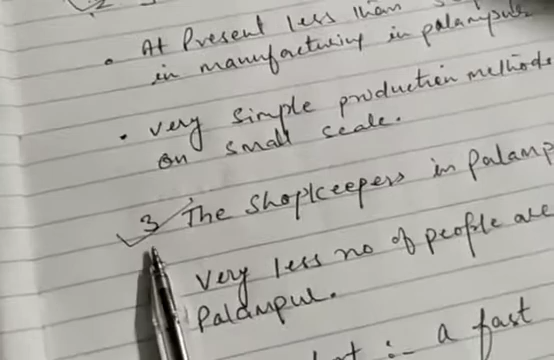 At Present less than
in manufacturing in palampur
• very simple production methods
on small scale.
3 The shopkeepers in Palamp
very less no of people are
Palampur.
:- a fast